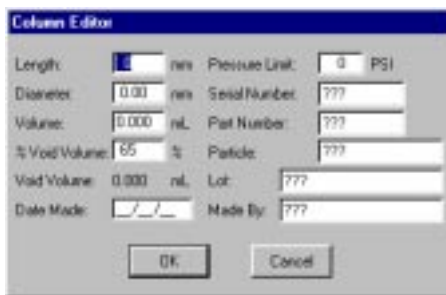 Column Editor
Length: 0 mm Pressure Limit: 0 PSI
Diameter: 0.00 mm Serial Number: ???
Volume: 0.000 mL Part Number: ???
% Void Volume: 65 % Particle: ???
Void Volume: 0.000 mL Lot: ???
Date Made: __/__/__ Made By: ???
OK Cancel